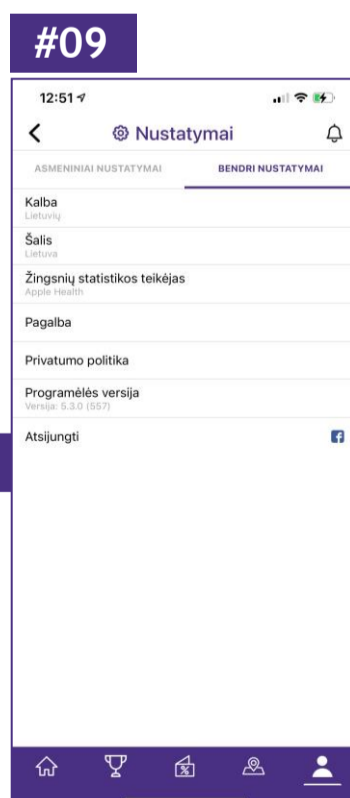 #09
12:51
Nustatymai
ASMENINIAI NUSTATYMAI BENDRI NUSTATYMAI
Kalba
Lietuvių
Šalis
Lietuva
Žingsnių statistikos teikėjas
Apple Health
Pagalba
Privatumo politika
Programėlės versija
Versija: 5.3.0 (557)
Atsijungti